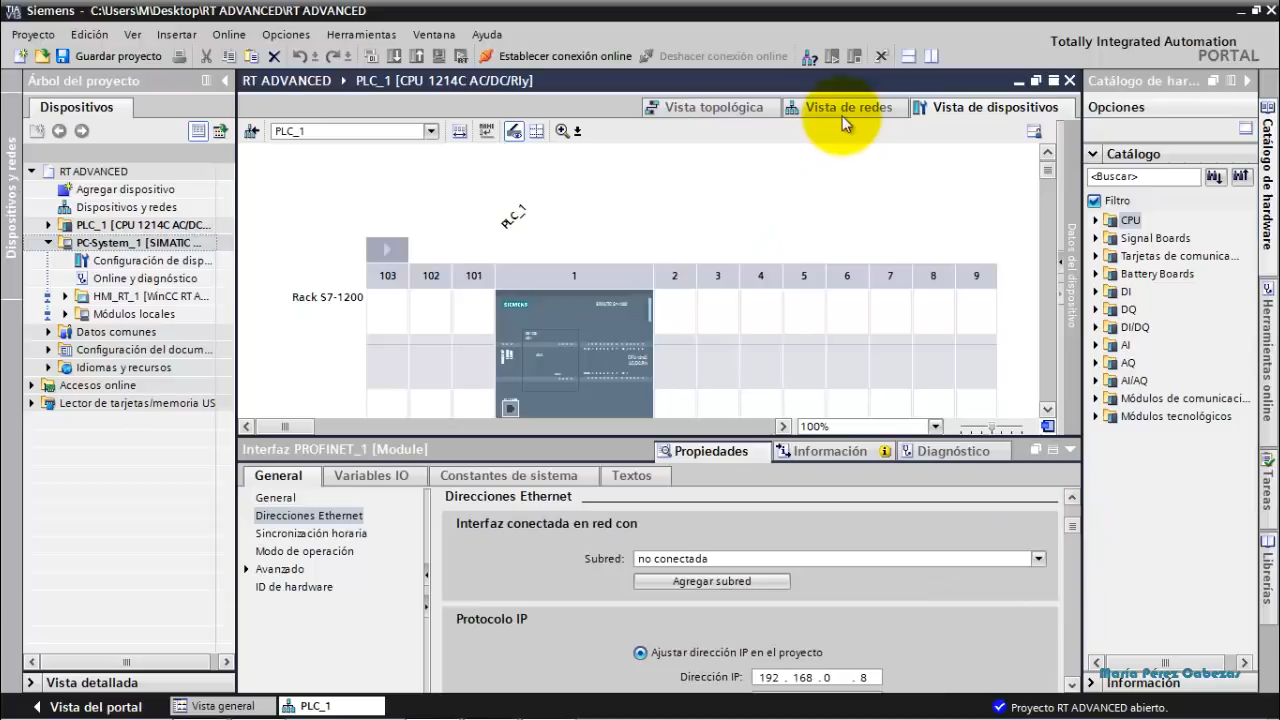 Siemens - C:\Users\M\Desktop\RT ADVANCED\RT ADVANCED
Proyecto Edición Ver Insertar Online Opciones Herramientas Ventana Ayuda
Totally Integrated Automation
PORTAL
Guardar proyecto Establecer conexión online Deshacer conexión online
Árbol del proyecto
RT ADVANCED PLC_1 [CPU 1214C AC/DC/Rly]
Catálogo de har...
Dispositivos
Vista topológica Vista de redes Vista de dispositivos
Opciones
PLC_1
Catálogo
<Buscar>
Filtro
CPU
Signal Boards
Tarjetas de comunica...
Battery Boards
DI
DQ
DI/DQ
AI
AQ
AI/AQ
Módulos de comunicaci...
Módulos tecnológicos
Información
Dispositivos y redes
RT ADVANCED
Agregar dispositivo
Dispositivos y redes
PLC_1 [CPU 1214C AC/DC...
PC-System_1 [SIMATIC ...
Configuración de disp...
Online y diagnóstico
HMI_RT_1 [WinCC RT A...
Módulos locales
Datos comunes
Configuración del docum...
Idiomas y recursos
Accesos online
Lector de tarjetas/memoria US
Vista detallada
PLC_1
103 102 101 1 2 3 4 5 6 7 8 9
Rack S7-1200
SIEMENS
Datos del dispositivo
100%
Catálogo de hardware
Herramientas online
Tareas
Librerías
Interfaz PROFINET_1 [Module]
Propiedades Información Diagnóstico
General Variables IO Constantes de sistema Textos
General
Direcciones Ethernet
Sincronización horaria
Modo de operación
Avanzado
ID de hardware
Direcciones Ethernet
Interfaz conectada en red con
Subred: no conectada
Agregar subred
Protocolo IP
Ajustar dirección IP en el proyecto
Dirección IP: 192 . 168 . 0 . 8
María Pérez Cabezas
Vista del portal Vista general PLC_1
Proyecto RT ADVANCED abierto.